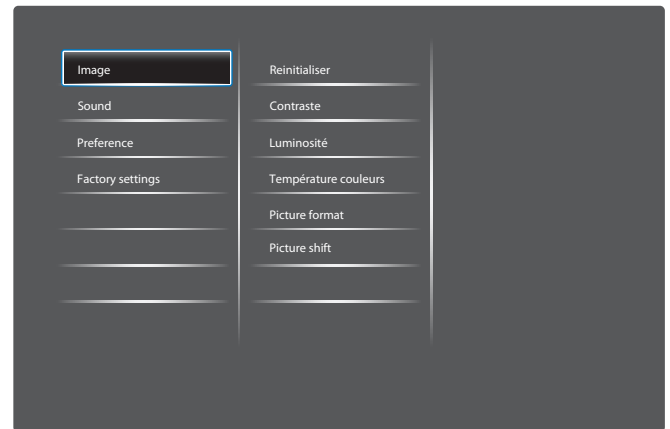 Image
Sound
Preference
Factory settings
Reinitialiser
Contraste
Luminosité
Température couleurs
Picture format
Picture shift